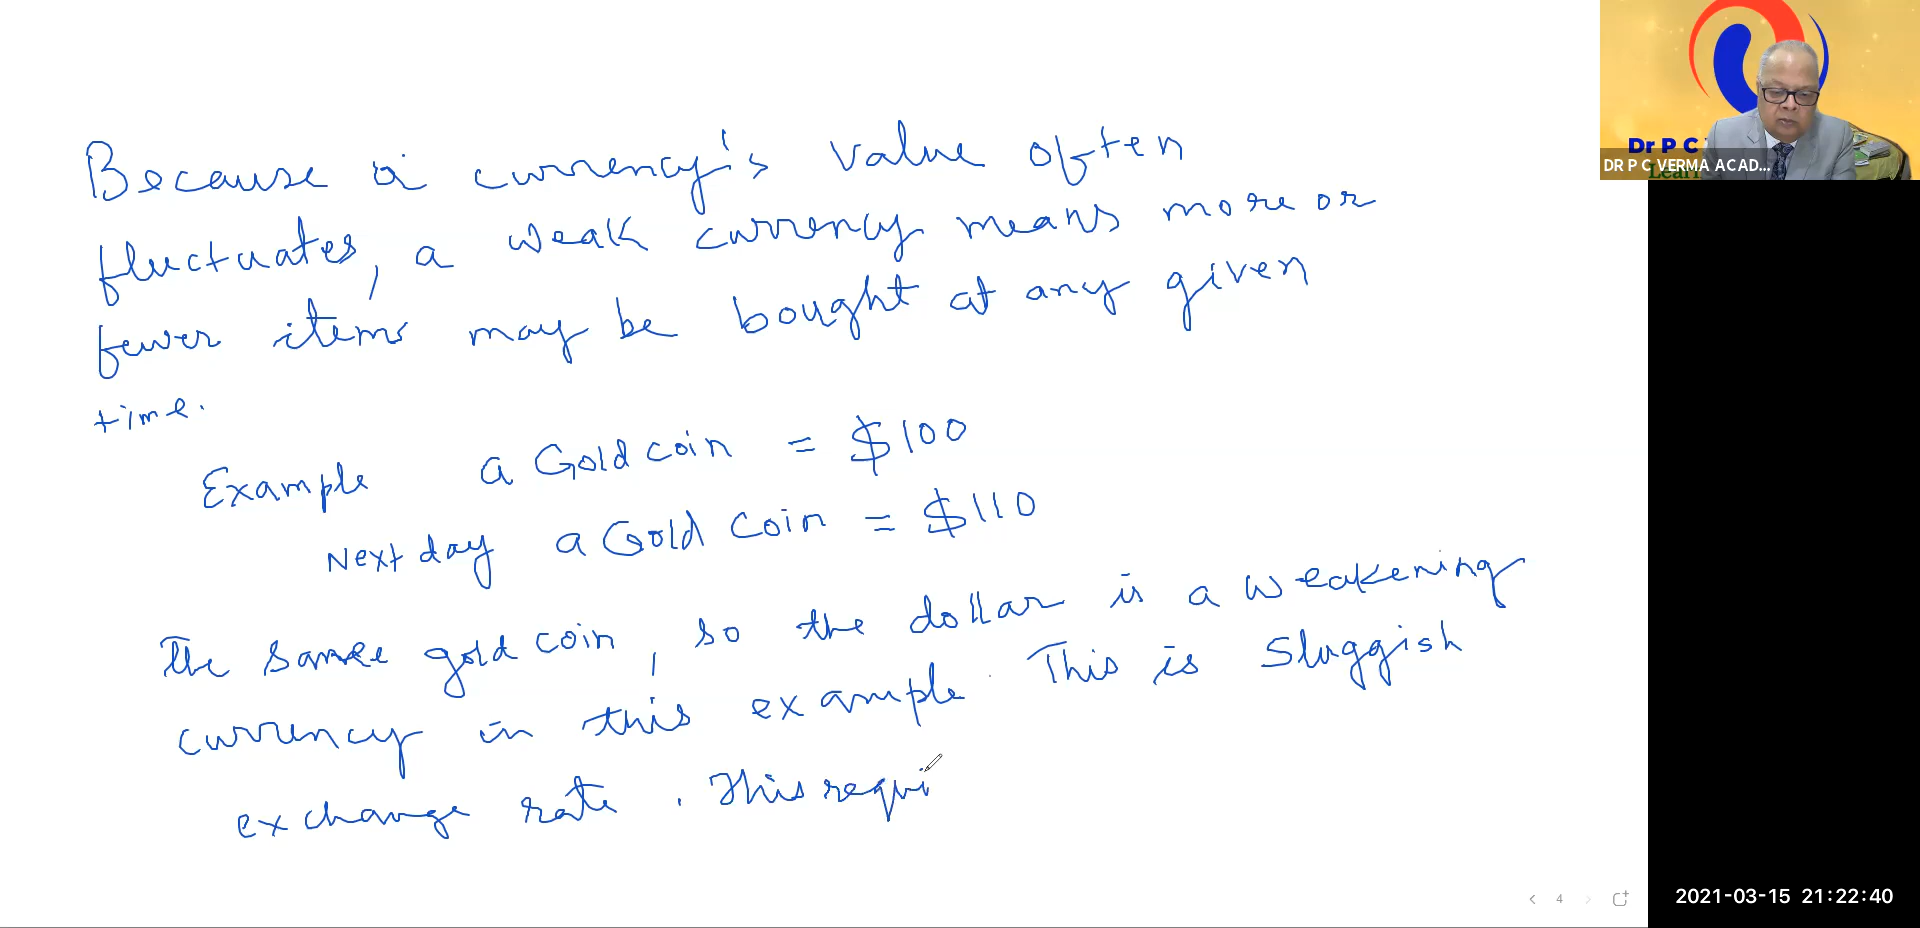 Because a currency's value often
fluctuates, a weak currency means more or
fewer items may be bought at any given
time.
Example a Gold coin = $100
Next day a Gold coin = $110
The same gold coin, so the dollar is a weakening
currency in this example. This is Sluggish
exchange rate. This requi
Dr P C
DR P C VERMA ACAD...
Lear
4
2021-03-15 21:22:40